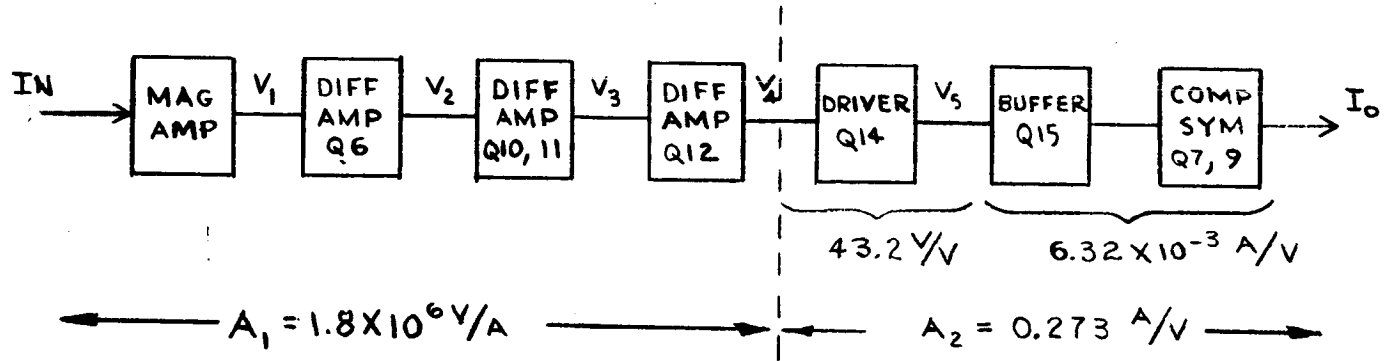 IN
MAG AMP
V1
DIFF AMP Q6
V2
DIFF AMP Q10, 11
V3
DIFF AMP Q12
V4
DRIVER Q14
V5
BUFFER Q15
COMP SYM Q7, 9
Io
43.2 V/V
6.32 X 10⁻³ A/V
A1 = 1.8 X 10⁶ V/A
A2 = 0.273 A/V